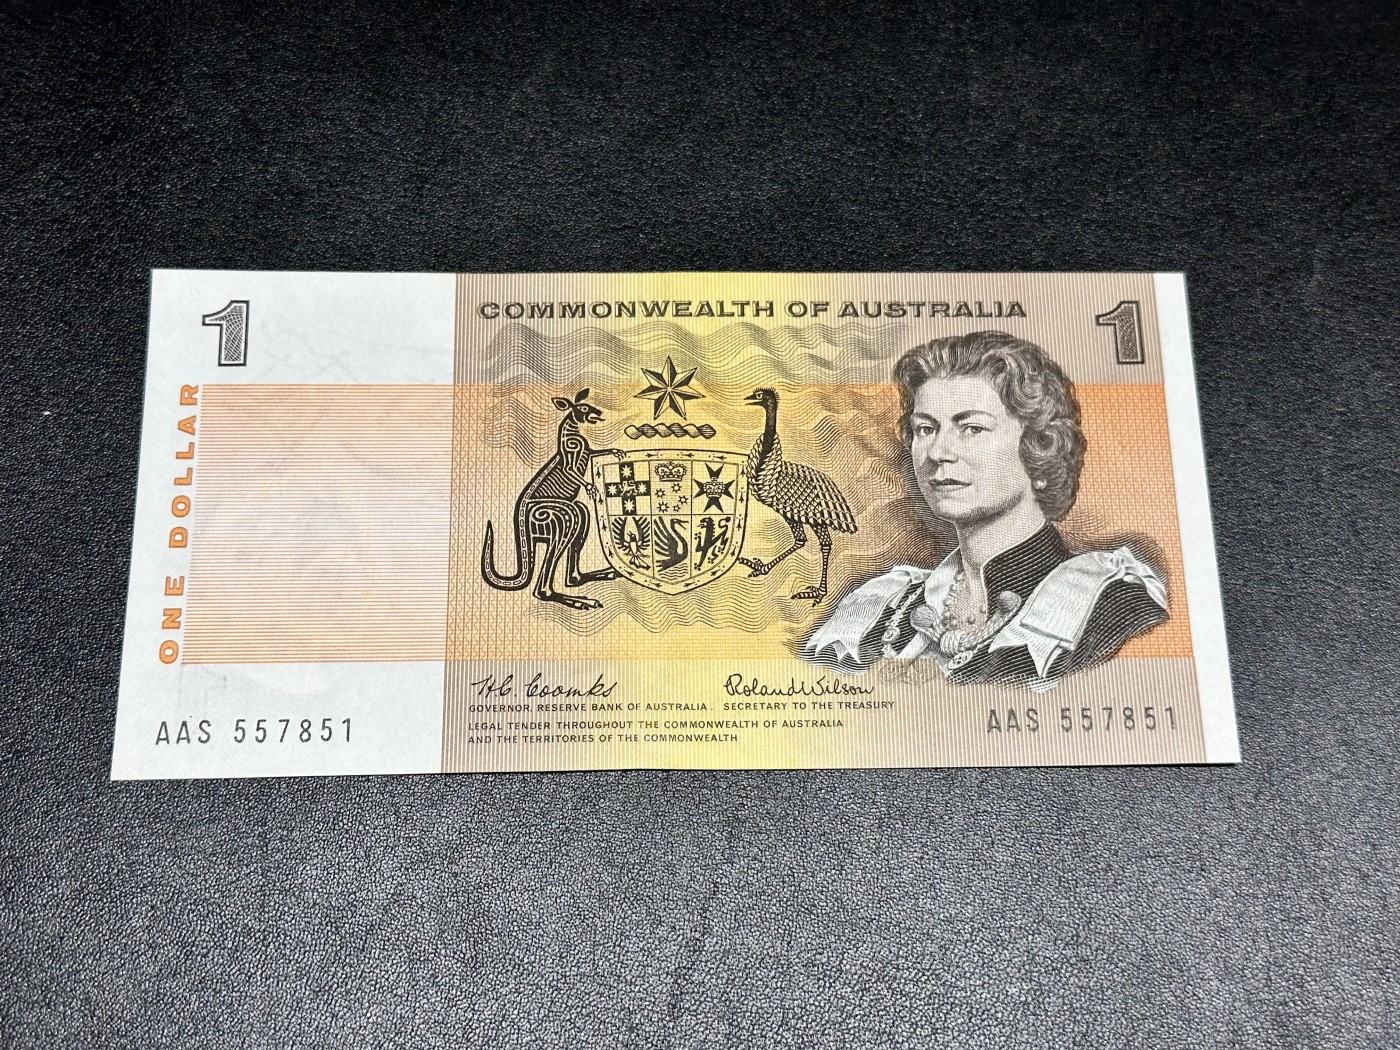 1
COMMONWEALTH OF AUSTRALIA
1
ONE DOLLAR
H.C. Coombs
Roland Wilson
GOVERNOR, RESERVE BANK OF AUSTRALIA.
SECRETARY TO THE TREASURY
LEGAL TENDER THROUGHOUT THE COMMONWEALTH OF AUSTRALIA
AND THE TERRITORIES OF THE COMMONWEALTH
AAS 557851
AAS 557851